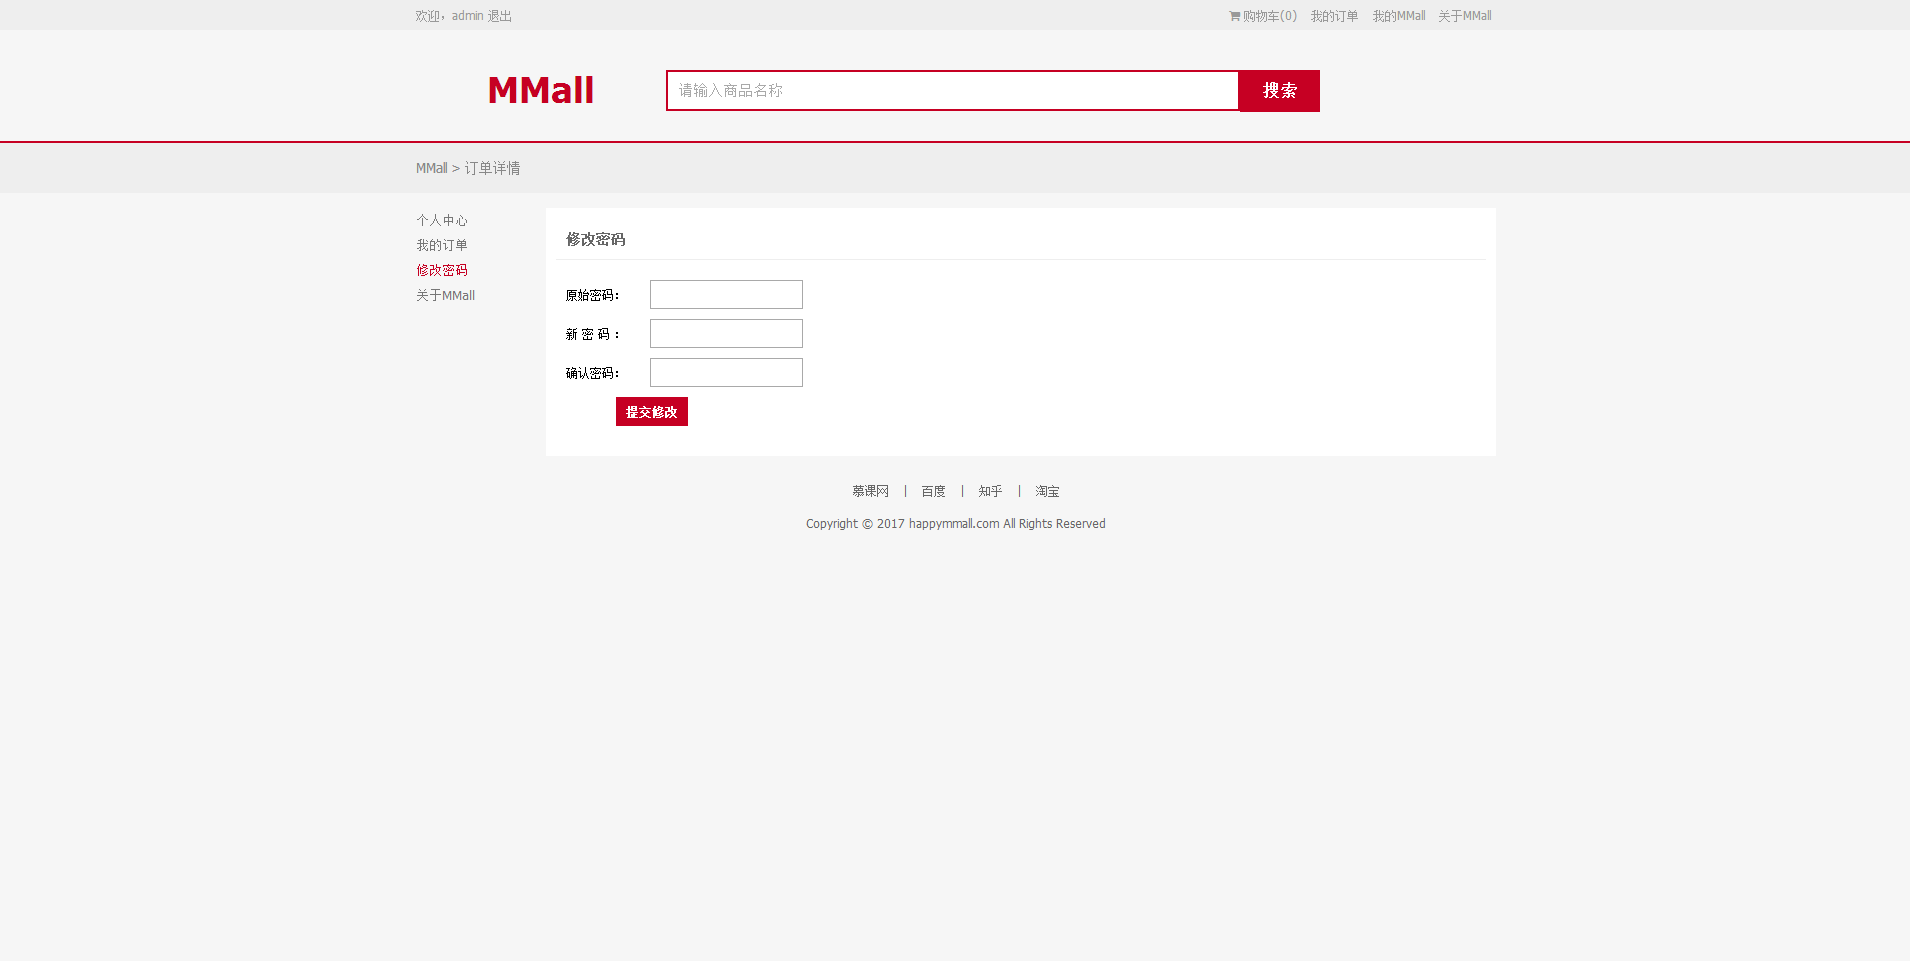 欢迎，admin 退出
购物车(0) 我的订单 我的MMall 关于MMall
MMall
请输入商品名称
搜索
MMall > 订单详情
个人中心
我的订单
修改密码
关于MMall
修改密码
原始密码：
新 密 码 ：
确认密码：
提交修改
慕课网 | 百度 | 知乎 | 淘宝
Copyright © 2017 happymmall.com All Rights Reserved